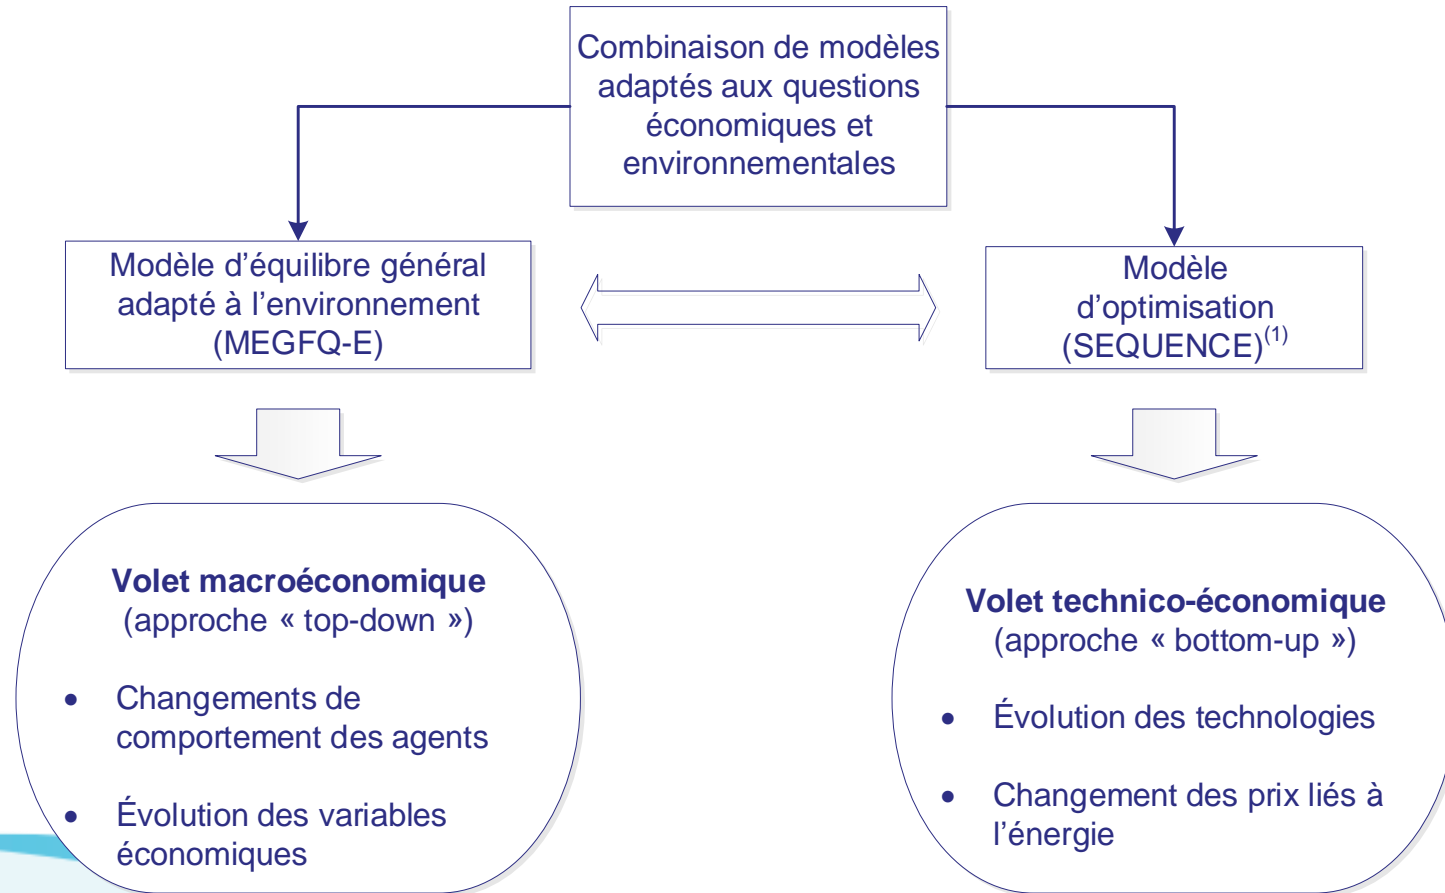 Combinaison de modèles
adaptés aux questions
économiques et
environnementales
Modèle d'équilibre général
adapté à l'environnement
(MEGFQ-E)
Modèle
d'optimisation
(SEQUENCE)(1)
Volet macroéconomique
(approche « top-down »)
• Changements de
comportement des agents
• Évolution des variables
économiques
Volet technico-économique
(approche « bottom-up »)
• Évolution des technologies
• Changement des prix liés à
l'énergie